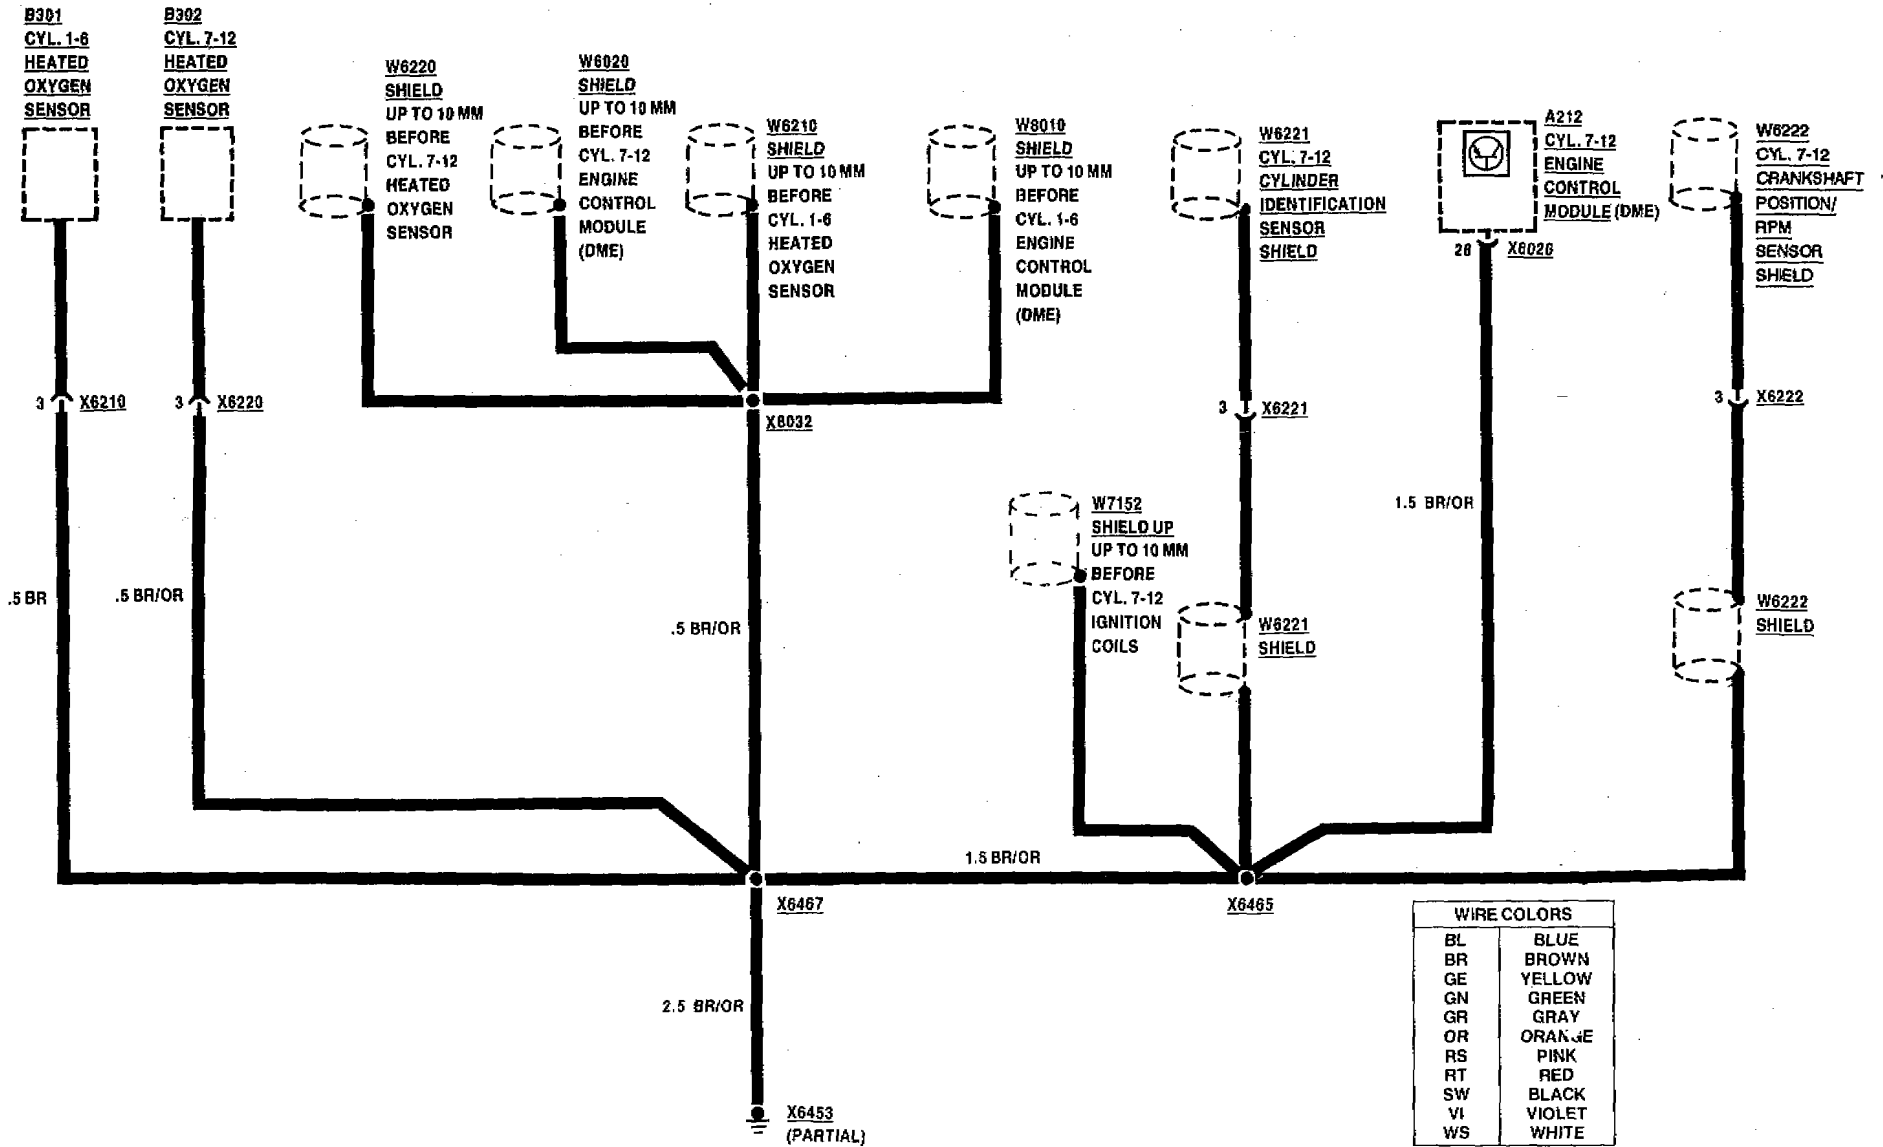 B301
CYL. 1-6
HEATED
OXYGEN
SENSOR
B302
CYL. 7-12
HEATED
OXYGEN
SENSOR
W6220
SHIELD
UP TO 10 MM
BEFORE
CYL. 7-12
HEATED
OXYGEN
SENSOR
W6020
SHIELD
UP TO 10 MM
BEFORE
CYL. 7-12
ENGINE
CONTROL
MODULE
(DME)
W6210
SHIELD
UP TO 10 MM
BEFORE
CYL. 1-6
HEATED
OXYGEN
SENSOR
W8010
SHIELD
UP TO 10 MM
BEFORE
CYL. 1-6
ENGINE
CONTROL
MODULE
(DME)
W6221
CYL. 7-12
CYLINDER
IDENTIFICATION
SENSOR
SHIELD
A212
CYL. 7-12
ENGINE
CONTROL
MODULE (DME)
28 X6020
W6222
CYL. 7-12
CRANKSHAFT
POSITION/
RPM
SENSOR
SHIELD
3 X6210
3 X6220
X8032
3 X6221
3 X6222
W7152
SHIELD UP
UP TO 10 MM
BEFORE
CYL. 7-12
IGNITION
COILS
1.5 BR/OR
.5 BR
.5 BR/OR
.5 BR/OR
W6221
SHIELD
W6222
SHIELD
1.5 BR/OR
X6467
X6465
2.5 BR/OR
X6453
(PARTIAL)
WIRE COLORS
BL BLUE
BR BROWN
GE YELLOW
GN GREEN
GR GRAY
OR ORANGE
RS PINK
RT RED
SW BLACK
VI VIOLET
WS WHITE